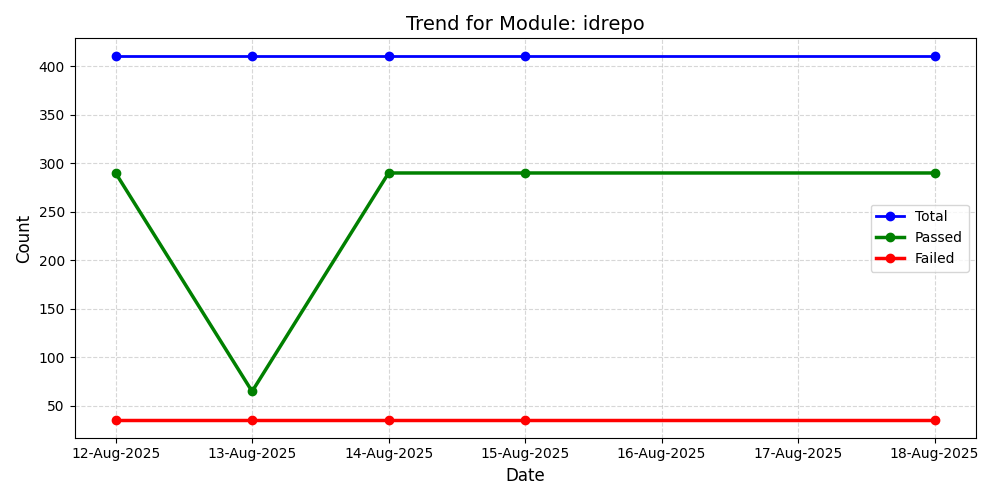 Trend for Module: idrepo
Count
400
350
300
250
200
150
100
50
Total
Passed
Failed
12-Aug-2025
13-Aug-2025
14-Aug-2025
15-Aug-2025
16-Aug-2025
17-Aug-2025
18-Aug-2025
Date